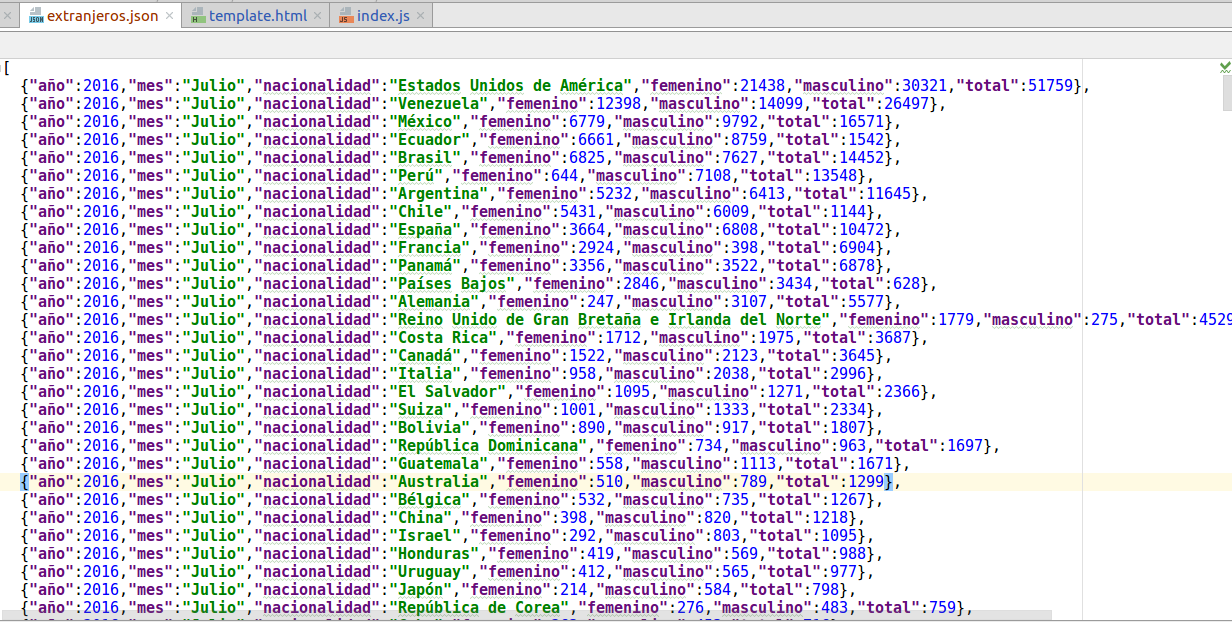 extranjeros.json template.html index.js
[
{"año":2016,"mes":"Julio","nacionalidad":"Estados Unidos de América","femenino":21438,"masculino":30321,"total":51759},
{"año":2016,"mes":"Julio","nacionalidad":"Venezuela","femenino":12398,"masculino":14099,"total":26497},
{"año":2016,"mes":"Julio","nacionalidad":"México","femenino":6779,"masculino":9792,"total":16571},
{"año":2016,"mes":"Julio","nacionalidad":"Ecuador","femenino":6661,"masculino":8759,"total":1542},
{"año":2016,"mes":"Julio","nacionalidad":"Brasil","femenino":6825,"masculino":7627,"total":14452},
{"año":2016,"mes":"Julio","nacionalidad":"Perú","femenino":644,"masculino":7108,"total":13548},
{"año":2016,"mes":"Julio","nacionalidad":"Argentina","femenino":5232,"masculino":6413,"total":11645},
{"año":2016,"mes":"Julio","nacionalidad":"Chile","femenino":5431,"masculino":6009,"total":1144},
{"año":2016,"mes":"Julio","nacionalidad":"España","femenino":3664,"masculino":6808,"total":10472},
{"año":2016,"mes":"Julio","nacionalidad":"Francia","femenino":2924,"masculino":398,"total":6904},
{"año":2016,"mes":"Julio","nacionalidad":"Panamá","femenino":3356,"masculino":3522,"total":6878},
{"año":2016,"mes":"Julio","nacionalidad":"Países Bajos","femenino":2846,"masculino":3434,"total":628},
{"año":2016,"mes":"Julio","nacionalidad":"Alemania","femenino":247,"masculino":3107,"total":5577},
{"año":2016,"mes":"Julio","nacionalidad":"Reino Unido de Gran Bretaña e Irlanda del Norte","femenino":1779,"masculino":275,"total":4529
{"año":2016,"mes":"Julio","nacionalidad":"Costa Rica","femenino":1712,"masculino":1975,"total":3687},
{"año":2016,"mes":"Julio","nacionalidad":"Canadá","femenino":1522,"masculino":2123,"total":3645},
{"año":2016,"mes":"Julio","nacionalidad":"Italia","femenino":958,"masculino":2038,"total":2996},
{"año":2016,"mes":"Julio","nacionalidad":"El Salvador","femenino":1095,"masculino":1271,"total":2366},
{"año":2016,"mes":"Julio","nacionalidad":"Suiza","femenino":1001,"masculino":1333,"total":2334},
{"año":2016,"mes":"Julio","nacionalidad":"Bolivia","femenino":890,"masculino":917,"total":1807},
{"año":2016,"mes":"Julio","nacionalidad":"República Dominicana","femenino":734,"masculino":963,"total":1697},
{"año":2016,"mes":"Julio","nacionalidad":"Guatemala","femenino":558,"masculino":1113,"total":1671},
{"año":2016,"mes":"Julio","nacionalidad":"Australia","femenino":510,"masculino":789,"total":1299},
{"año":2016,"mes":"Julio","nacionalidad":"Bélgica","femenino":532,"masculino":735,"total":1267},
{"año":2016,"mes":"Julio","nacionalidad":"China","femenino":398,"masculino":820,"total":1218},
{"año":2016,"mes":"Julio","nacionalidad":"Israel","femenino":292,"masculino":803,"total":1095},
{"año":2016,"mes":"Julio","nacionalidad":"Honduras","femenino":419,"masculino":569,"total":988},
{"año":2016,"mes":"Julio","nacionalidad":"Uruguay","femenino":412,"masculino":565,"total":977},
{"año":2016,"mes":"Julio","nacionalidad":"Japón","femenino":214,"masculino":584,"total":798},
{"año":2016,"mes":"Julio","nacionalidad":"República de Corea","femenino":276,"masculino":483,"total":759},